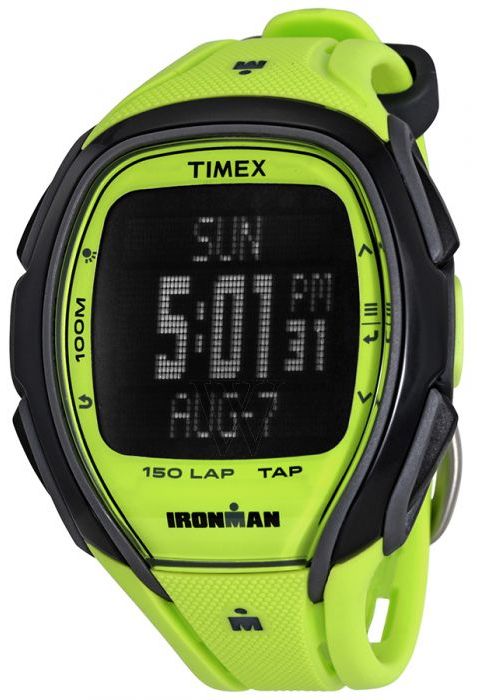 TIMEX
SUN
5:01 PM 31
100M
AUG-7
150 LAP TAP
IRONMAN